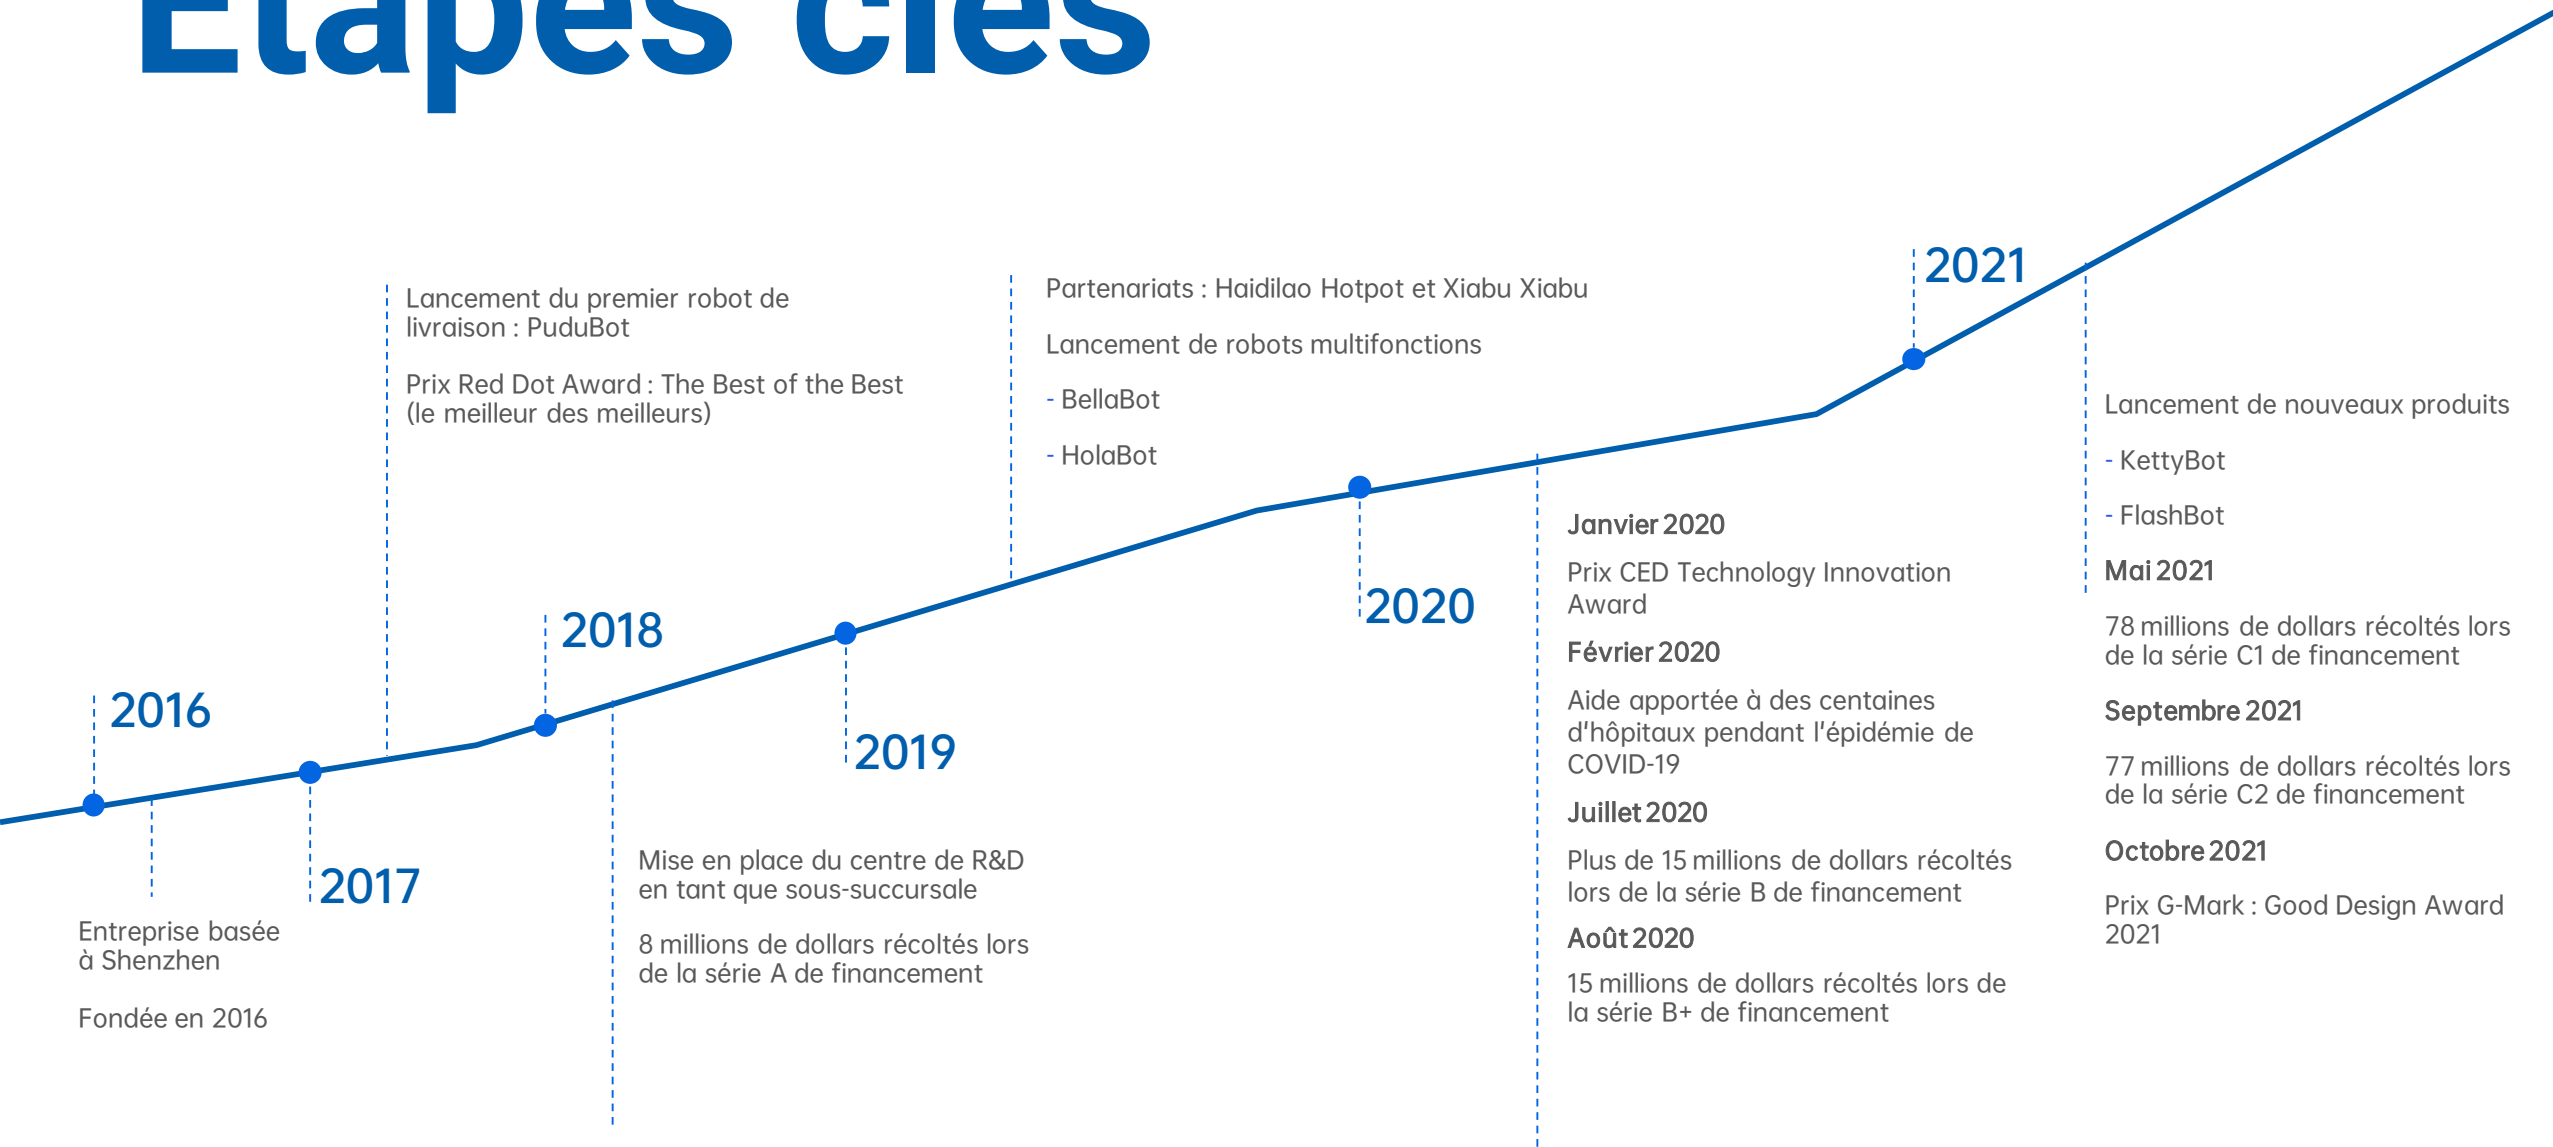 Étapes clés
2016
Entreprise basée
à Shenzhen
Fondée en 2016
2017
Lancement du premier robot de
livraison : PuduBot
Prix Red Dot Award : The Best of the Best
(le meilleur des meilleurs)
2018
Mise en place du centre de R&D
en tant que sous-succursale
8 millions de dollars récoltés lors
de la série A de financement
2019
Partenariats : Haidilao Hotpot et Xiabu Xiabu
Lancement de robots multifonctions
- BellaBot
- HolaBot
2020
Janvier 2020
Prix CED Technology Innovation
Award
Février 2020
Aide apportée à des centaines
d'hôpitaux pendant l'épidémie de
COVID-19
Juillet 2020
Plus de 15 millions de dollars récoltés
lors de la série B de financement
Août 2020
15 millions de dollars récoltés lors de
la série B+ de financement
2021
Lancement de nouveaux produits
- KettyBot
- FlashBot
Mai 2021
78 millions de dollars récoltés lors
de la série C1 de financement
Septembre 2021
77 millions de dollars récoltés lors
de la série C2 de financement
Octobre 2021
Prix G-Mark : Good Design Award
2021